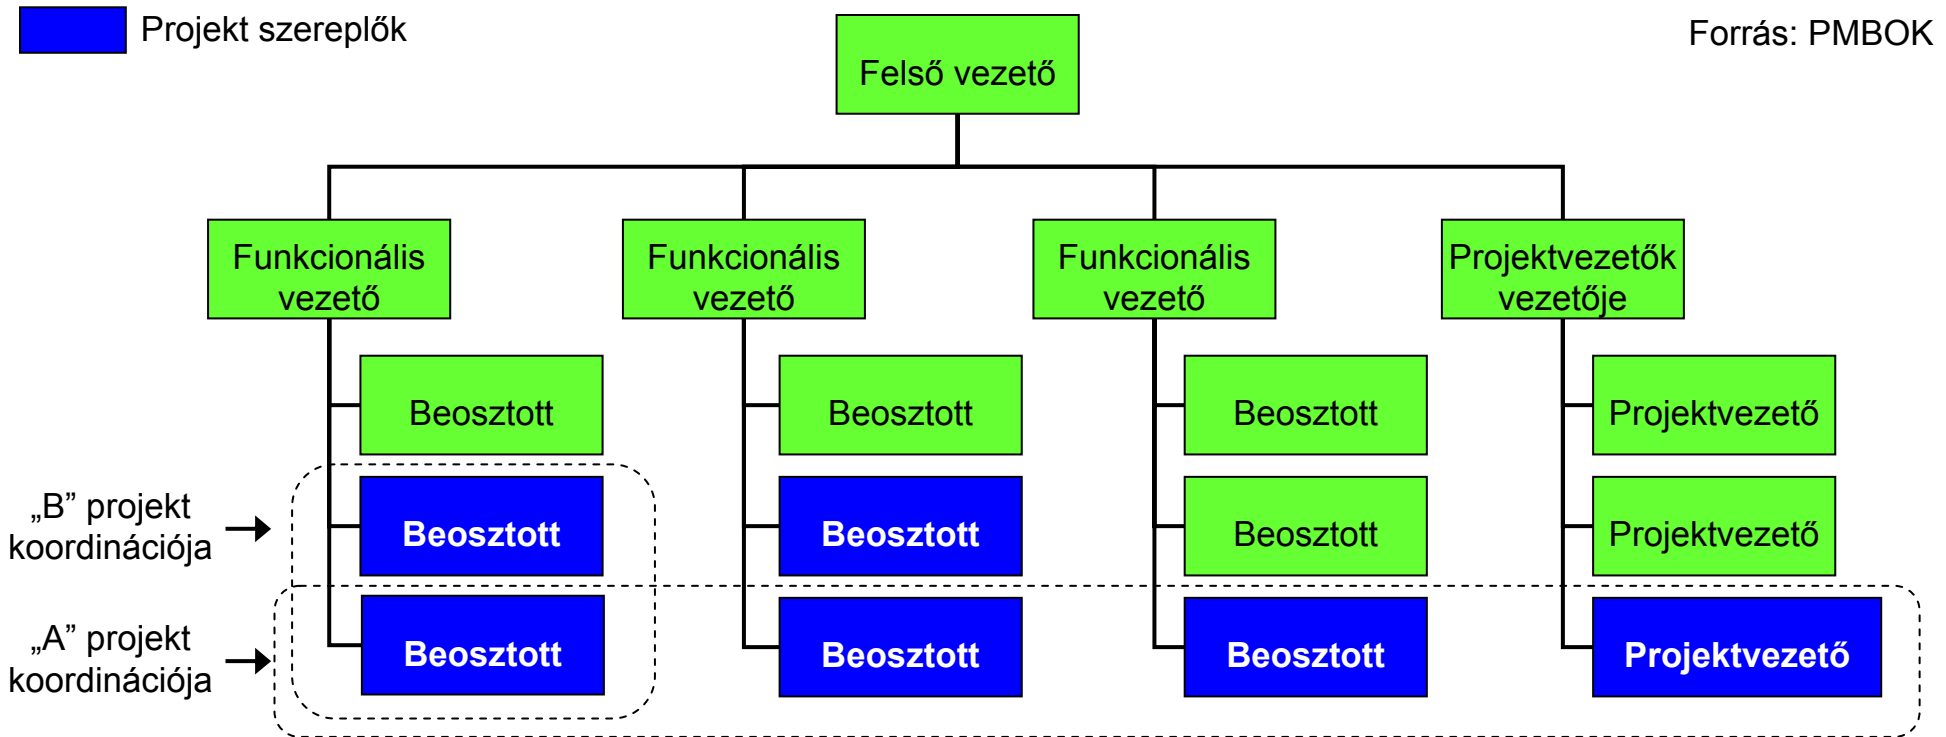 Projekt szereplők
Forrás: PMBOK
Felső vezető
Funkcionális
vezető
Funkcionális
vezető
Funkcionális
vezető
Projektvezetők
vezetője
Beosztott
Beosztott
Beosztott
Projektvezető
„B” projekt
koordinációja
Beosztott
Beosztott
Beosztott
Projektvezető
„A” projekt
koordinációja
Beosztott
Beosztott
Beosztott
Projektvezető